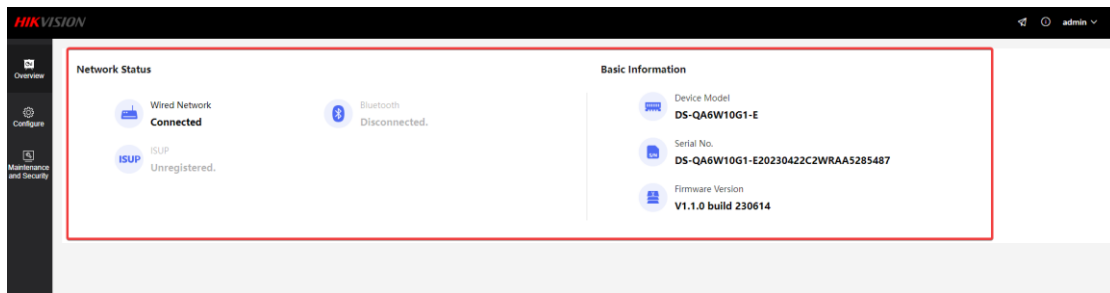 HIKVISION
admin
Overview
Configure
Maintenance
and Security
Network Status
Wired Network
Connected
Bluetooth
Disconnected.
ISUP
ISUP
Unregistered.
Basic Information
Device Model
DS-QA6W10G1-E
Serial No.
DS-QA6W10G1-E20230422C2WRAA5285487
Firmware Version
V1.1.0 build 230614